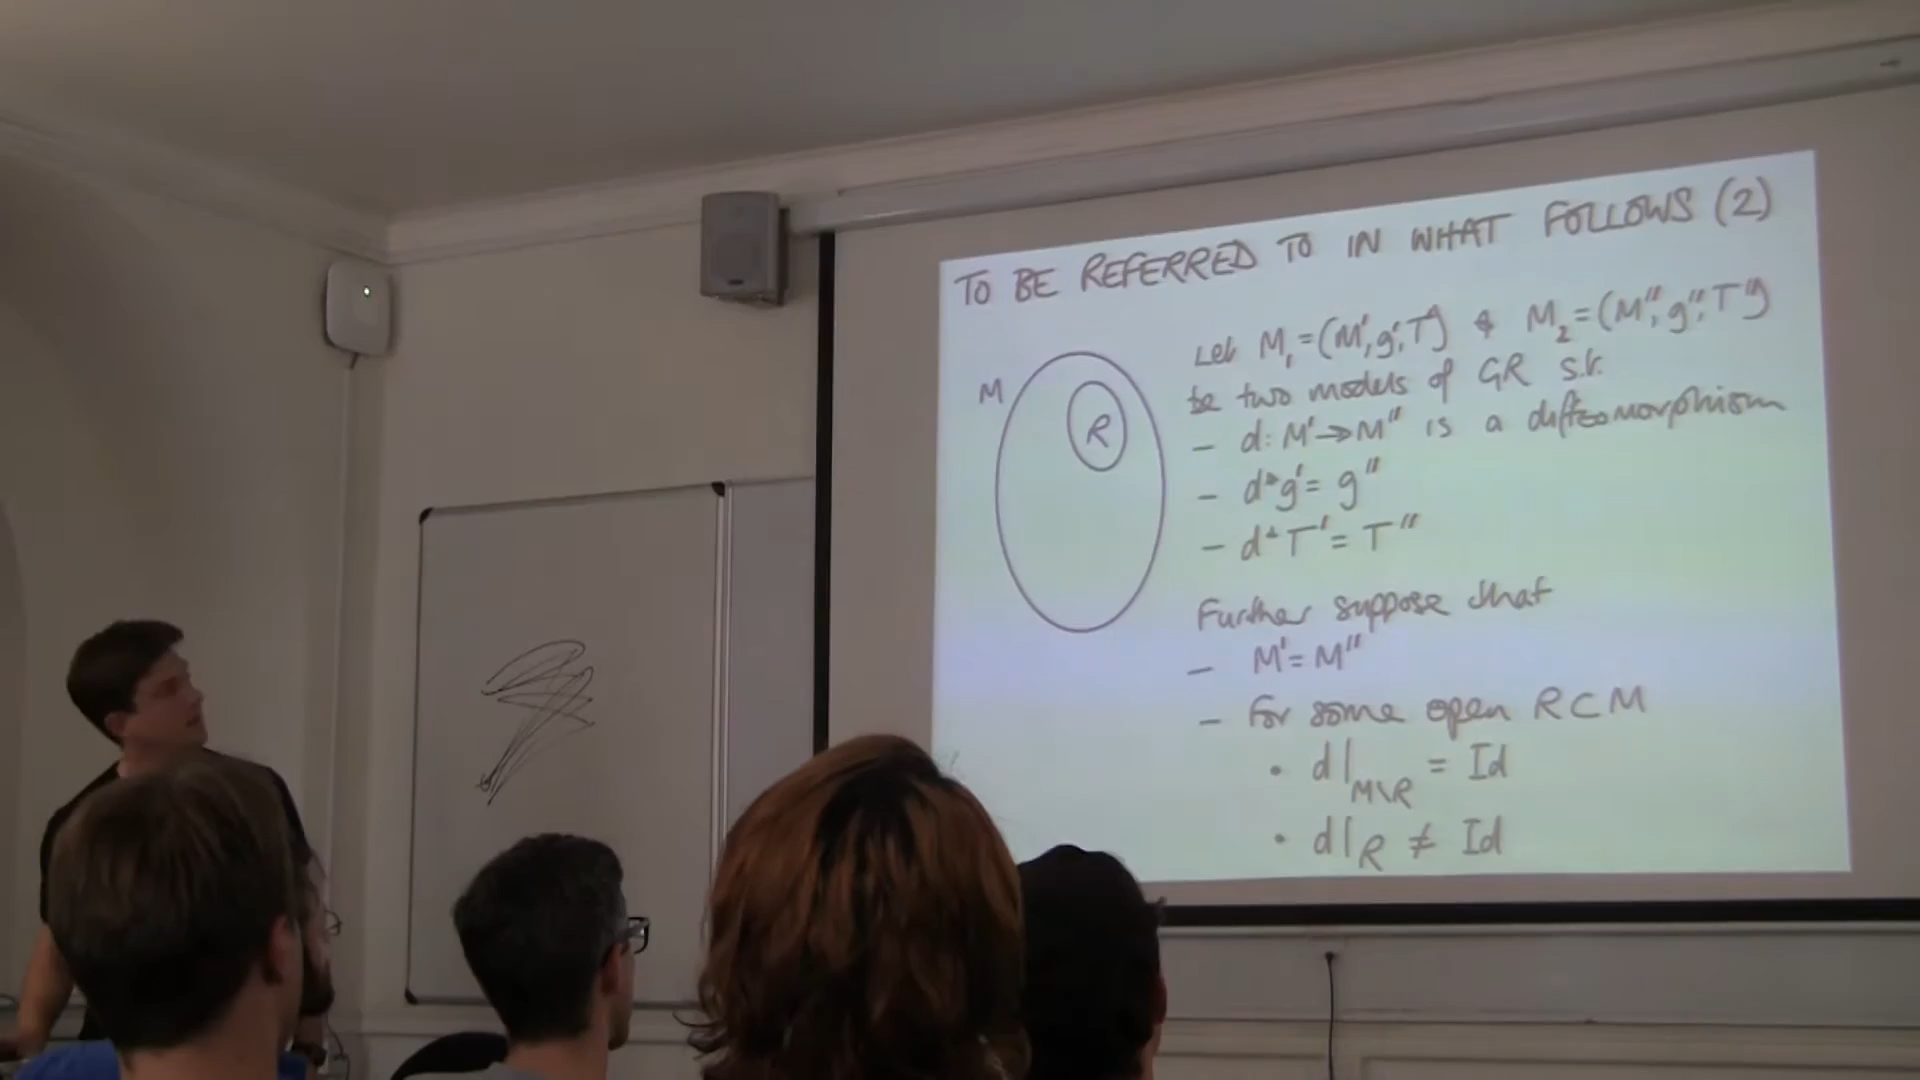 TO BE REFERRED TO IN WHAT FOLLOWS (2)
M
R
Let M₁=(M',g',T') & M₂=(M'',g'',T'')
be two models of GR s.t.
- d: M'→M'' is a diffeomorphism
- d*g'= g''
- d*T'= T''
Further suppose that
- M'= M''
- For some open R⊂M
• d|M\R = Id
• d|R ≠ Id